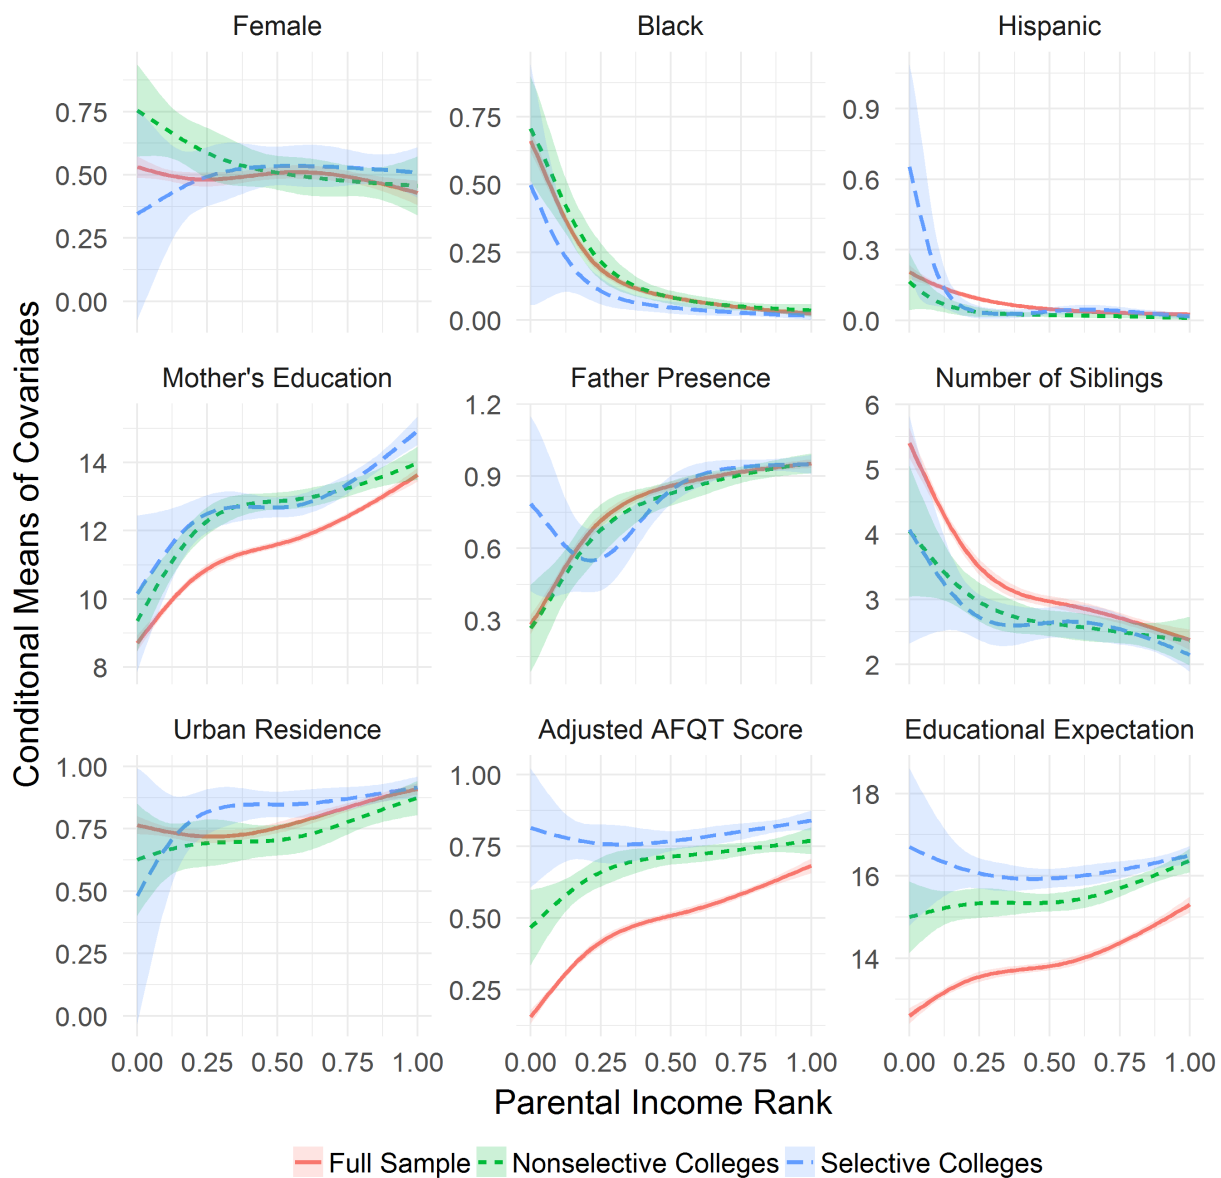 Female
Black
Hispanic
0.75
0.50
0.25
0.00
0.75
0.50
0.25
0.00
0.9
0.6
0.3
0.0
Conditonal Means of Covariates
Mother's Education
Father Presence
Number of Siblings
14
12
10
8
1.2
0.9
0.6
0.3
6
5
4
3
2
Urban Residence
Adjusted AFQT Score
Educational Expectation
1.00
0.75
0.50
0.25
0.00
1.00
0.75
0.50
0.25
18
16
14
0.00 0.25 0.50 0.75 1.00
0.00 0.25 0.50 0.75 1.00
0.00 0.25 0.50 0.75 1.00
Parental Income Rank
Full Sample Nonselective Colleges Selective Colleges